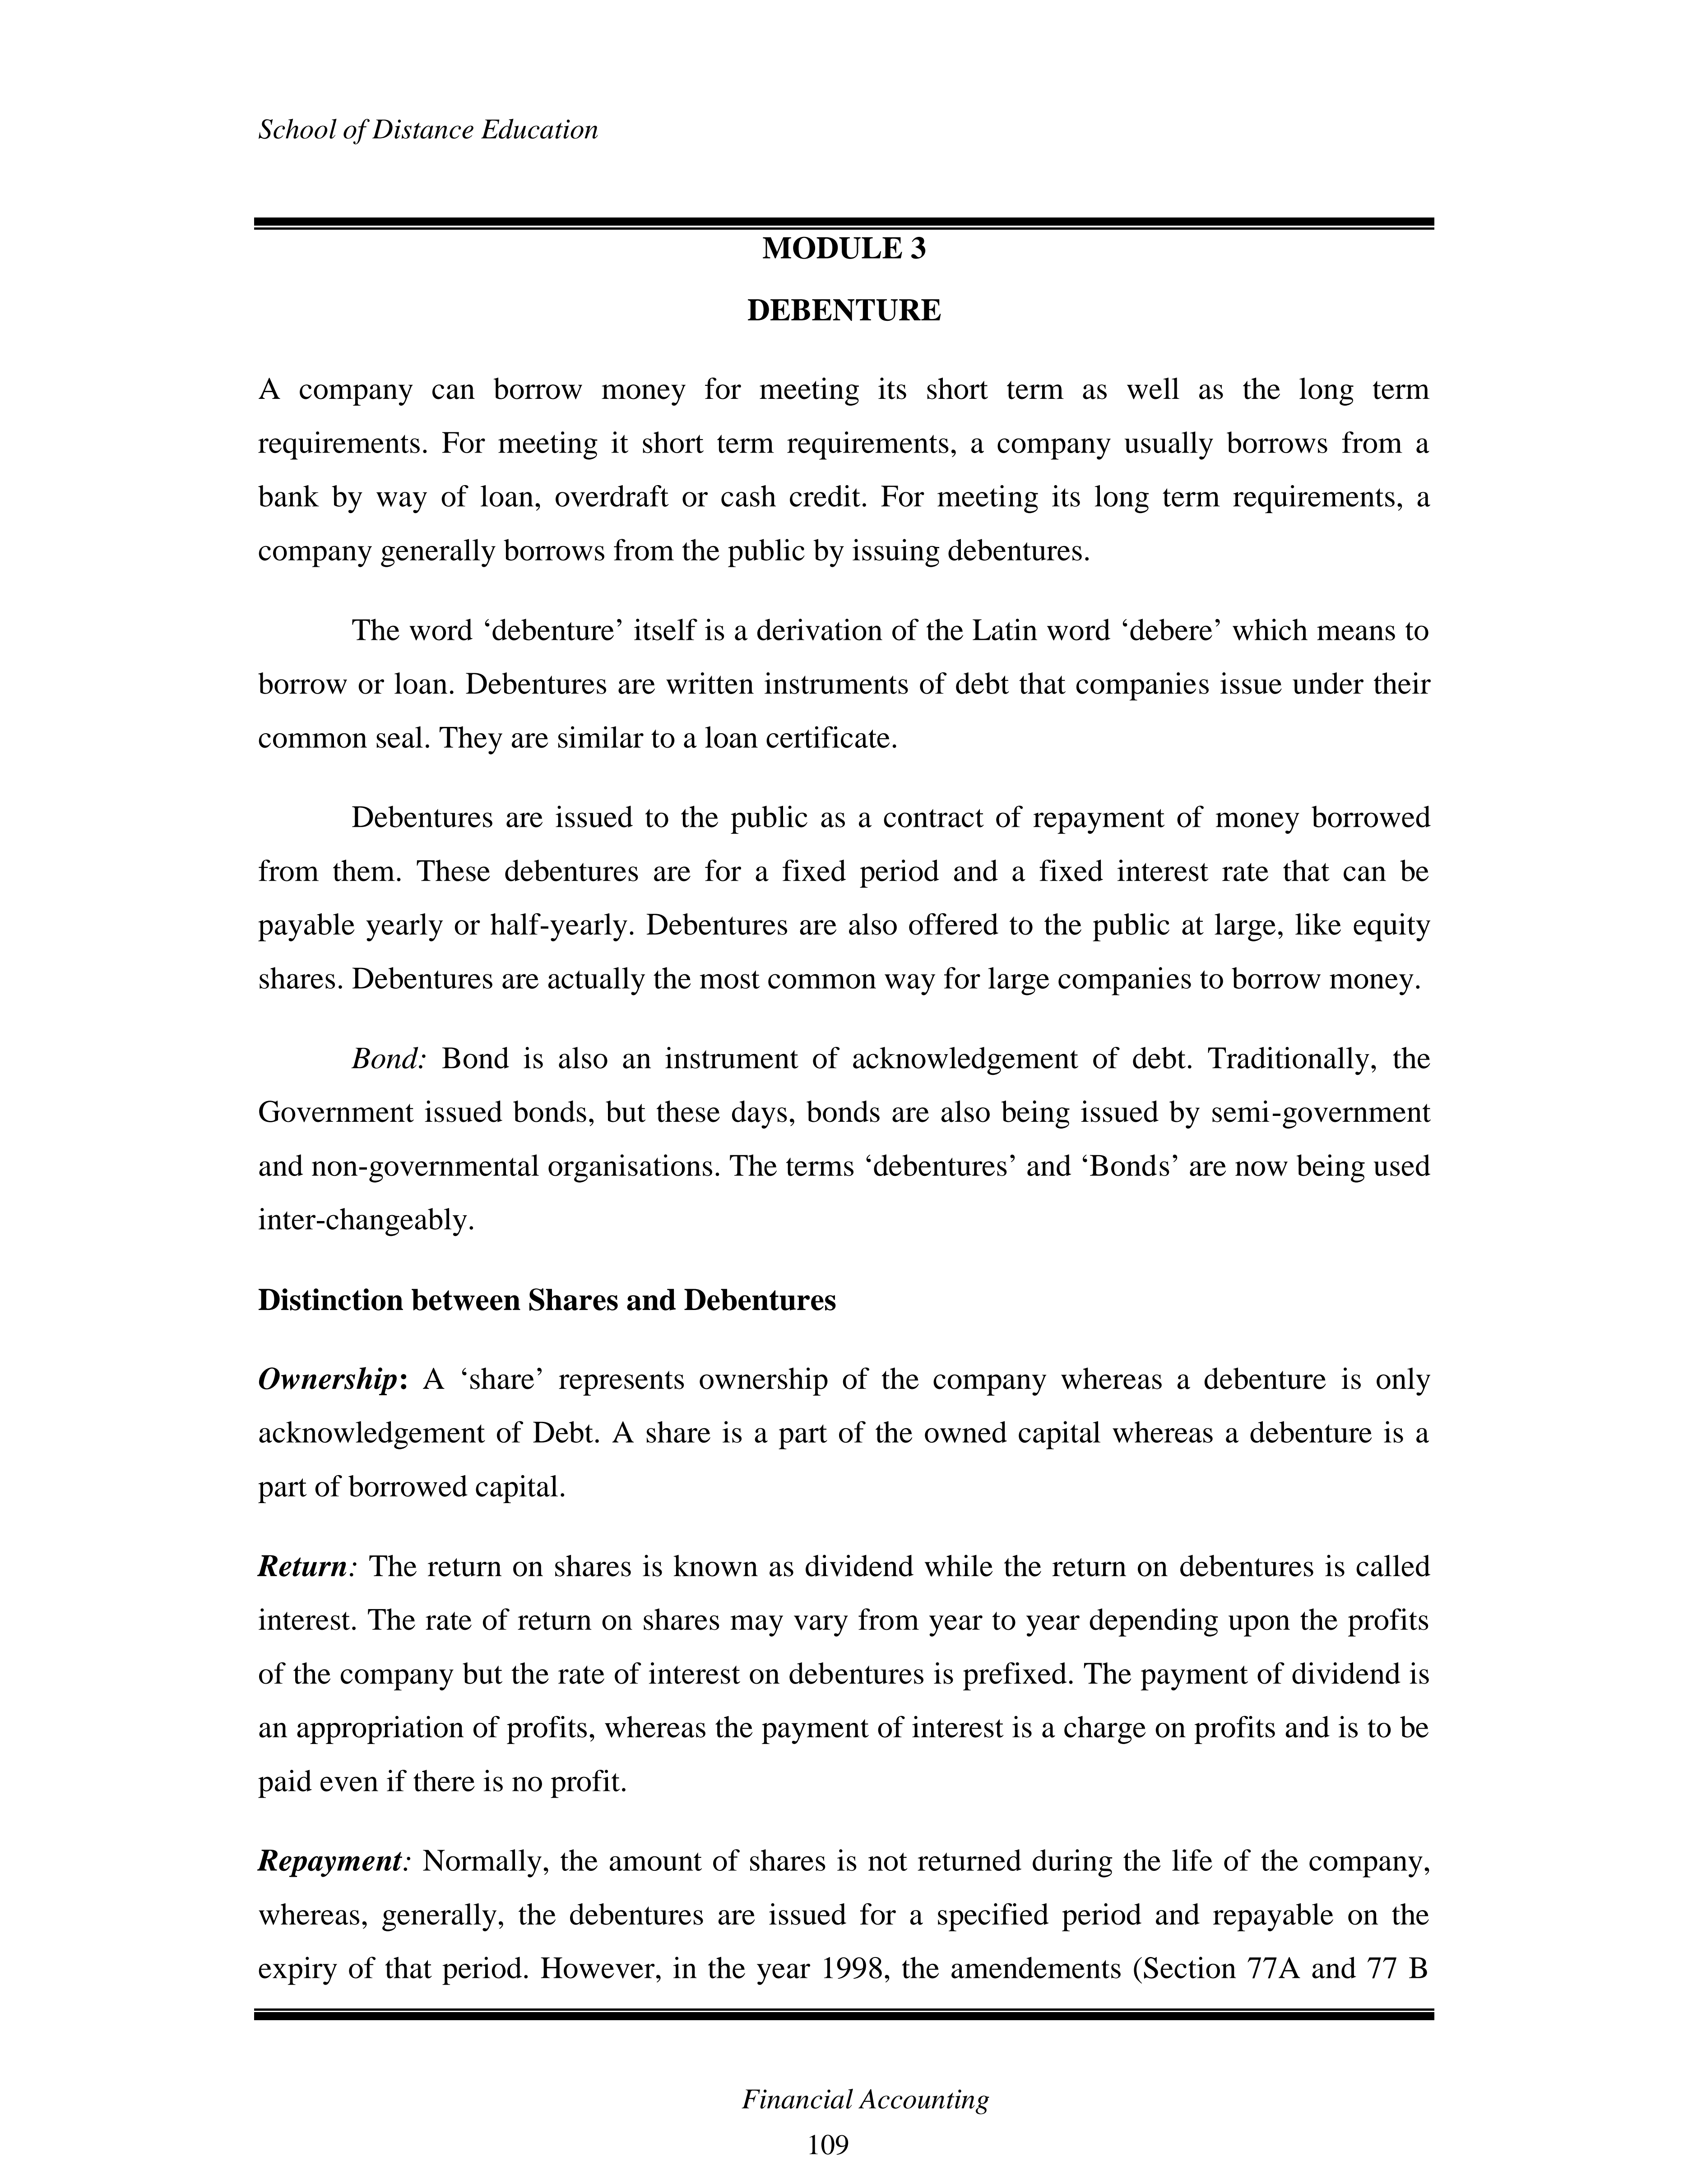 School of Distance Education
MODULE 3
DEBENTURE
A company can borrow money for meeting its short term as well as the long term
requirements. For meeting it short term requirements, a company usually borrows from a
bank by way of loan, overdraft or cash credit. For meeting its long term requirements, a
company generally borrows from the public by issuing debentures.
The word ‘debenture’ itself is a derivation of the Latin word ‘debere’ which means to
borrow or loan. Debentures are written instruments of debt that companies issue under their
common seal. They are similar to a loan certificate.
Debentures are issued to the public as a contract of repayment of money borrowed
from them. These debentures are for a fixed period and a fixed interest rate that can be
payable yearly or half-yearly. Debentures are also offered to the public at large, like equity
shares. Debentures are actually the most common way for large companies to borrow money.
Bond: Bond is also an instrument of acknowledgement of debt. Traditionally, the
Government issued bonds, but these days, bonds are also being issued by semi-government
and non-governmental organisations. The terms ‘debentures’ and ‘Bonds’ are now being used
inter-changeably.
Distinction between Shares and Debentures
Ownership: A ‘share’ represents ownership of the company whereas a debenture is only
acknowledgement of Debt. A share is a part of the owned capital whereas a debenture is a
part of borrowed capital.
Return: The return on shares is known as dividend while the return on debentures is called
interest. The rate of return on shares may vary from year to year depending upon the profits
of the company but the rate of interest on debentures is prefixed. The payment of dividend is
an appropriation of profits, whereas the payment of interest is a charge on profits and is to be
paid even if there is no profit.
Repayment: Normally, the amount of shares is not returned during the life of the company,
whereas, generally, the debentures are issued for a specified period and repayable on the
expiry of that period. However, in the year 1998, the amendements (Section 77A and 77 B
Financial Accounting
109